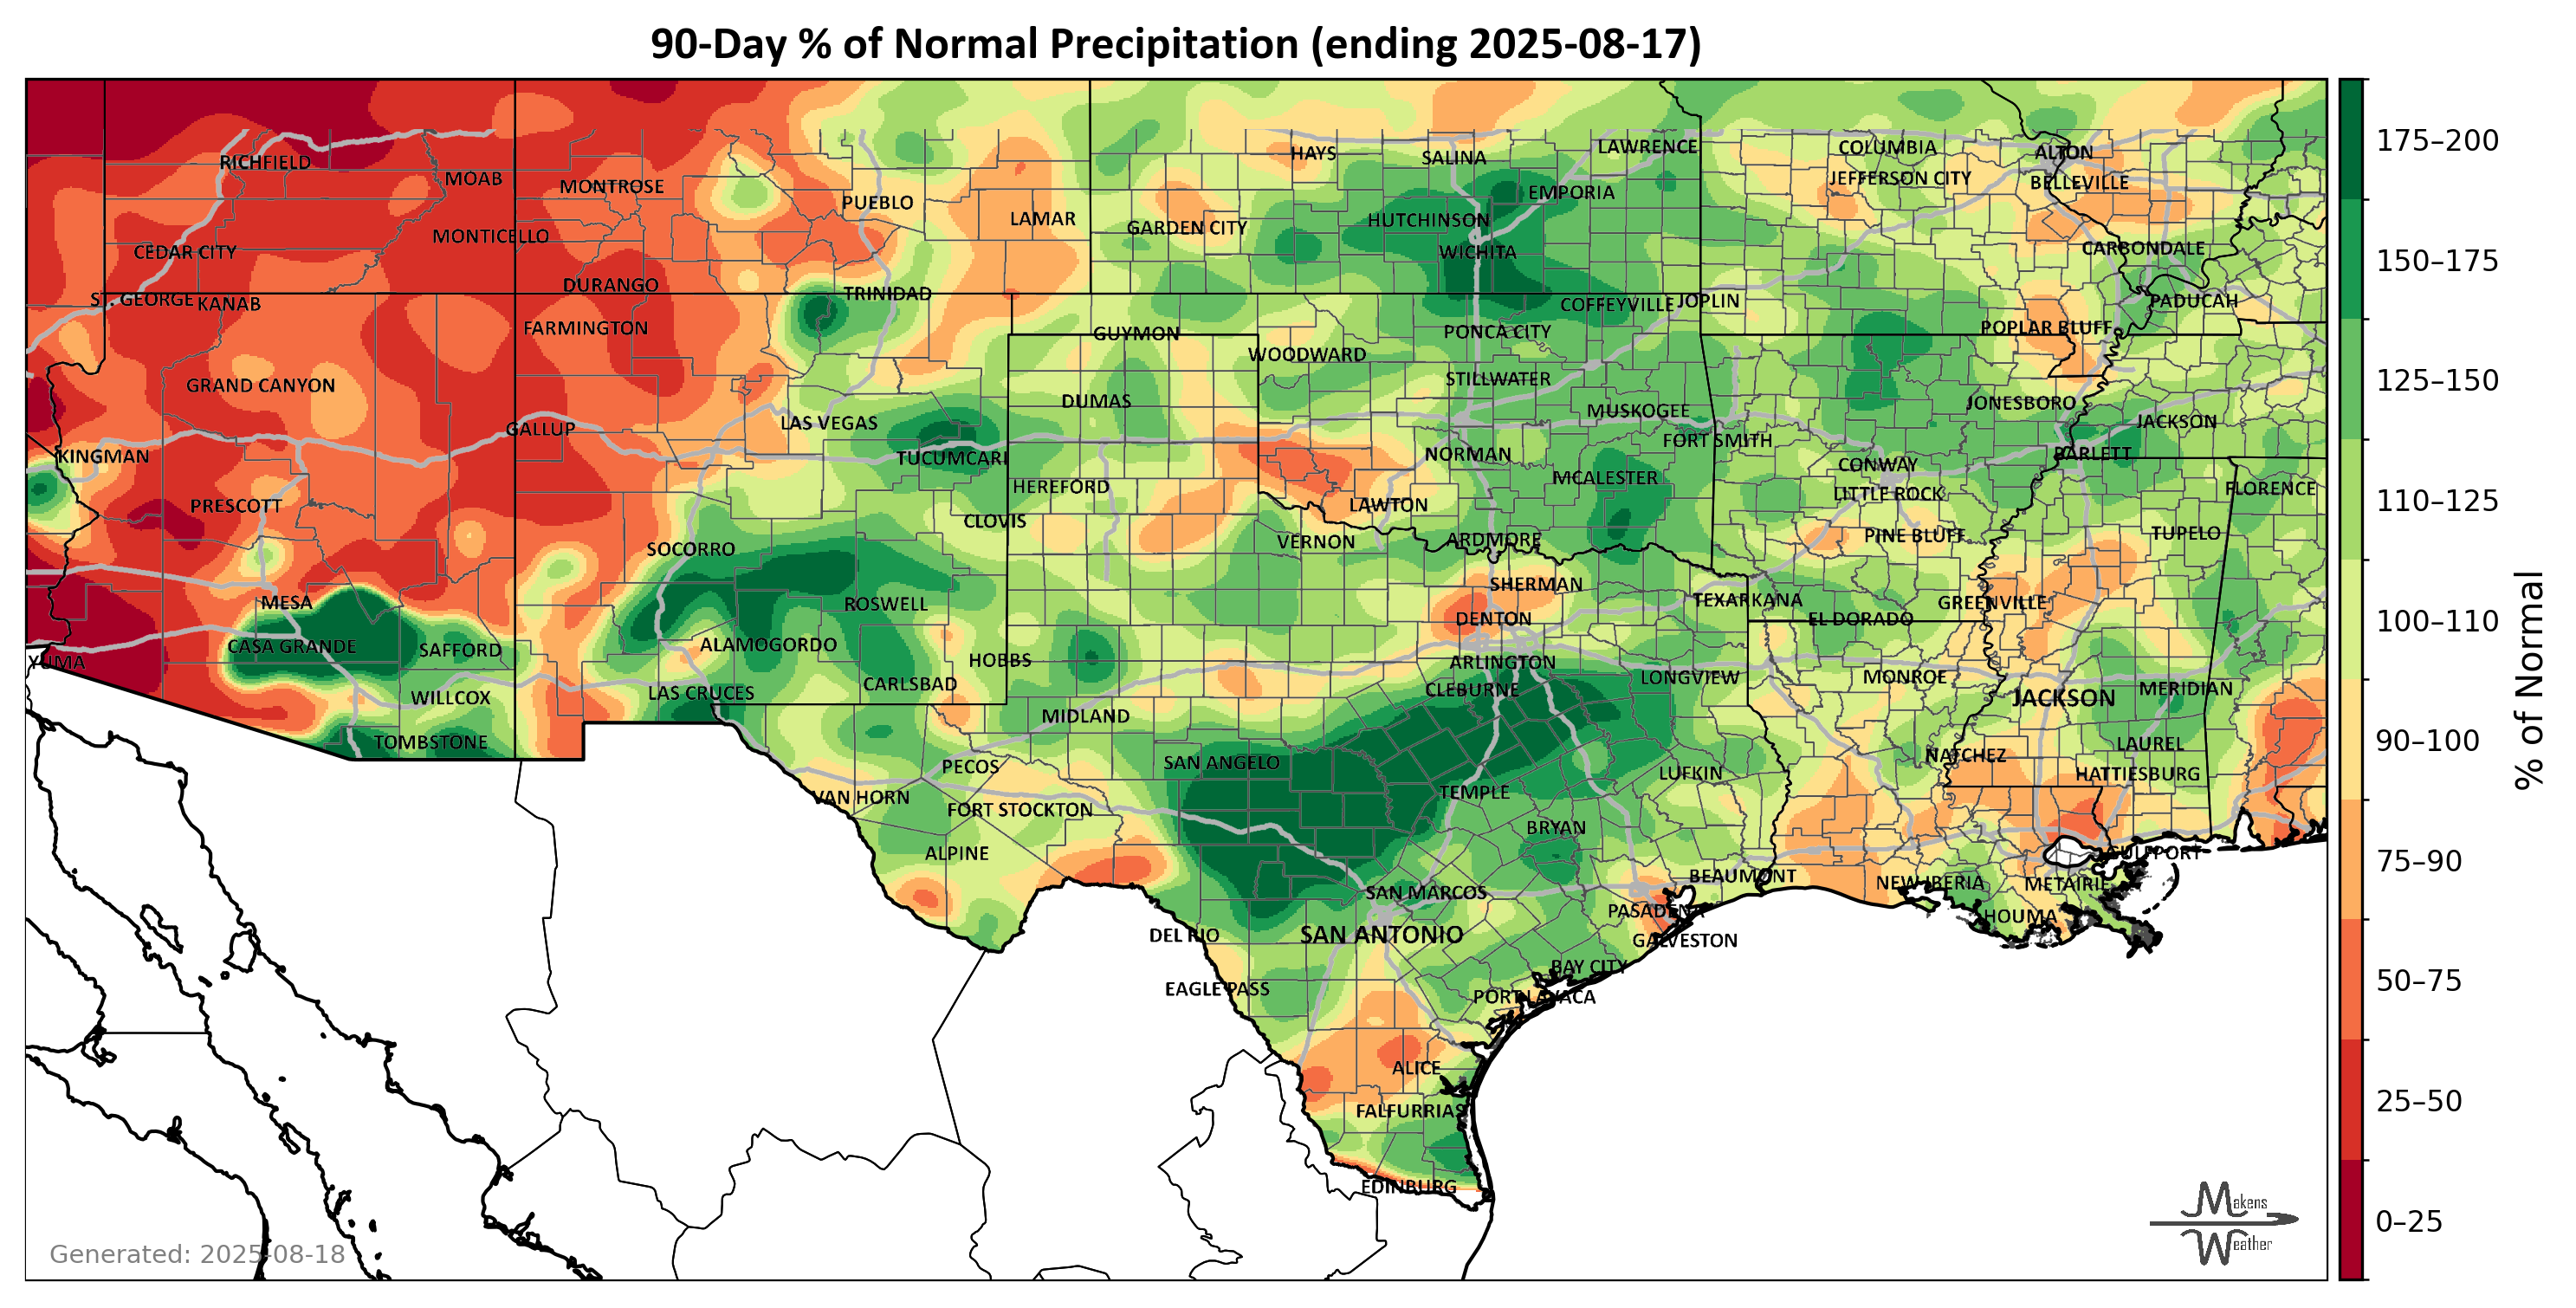 90-Day % of Normal Precipitation (ending 2025-08-17)
RICHFIELD
MOAB
MONTROSE
PUEBLO
LAMAR
HAYS
SALINA
LAWRENCE
COLUMBIA
ALTON
JEFFERSON CITY
BELLEVILLE
EMPORIA
HUTCHINSON
GARDEN CITY
WICHITA
CEDAR CITY
MONTICELLO
CARBONDALE
DURANGO
TRINIDAD
ST. GEORGE
KANAB
COFFEYVILLE
JOPLIN
PADUCAH
FARMINGTON
GUYMON
PONCA CITY
POPLAR BLUFF
WOODWARD
GRAND CANYON
STILLWATER
DUMAS
LAS VEGAS
MUSKOGEE
JONESBORO
JACKSON
GALLUP
FORT SMITH
KINGMAN
TUCUMCARI
NORMAN
BARLETT
CONWAY
HEREFORD
MCALESTER
LITTLE ROCK
FLORENCE
PRESCOTT
LAWTON
CLOVIS
PINE BLUFF
TUPELO
SOCORRO
VERNON
ARDMORE
SHERMAN
MESA
ROSWELL
TEXARKANA
GREENVILLE
DENTON
EL DORADO
CASA GRANDE
SAFFORD
ALAMOGORDO
YUMA
HOBBS
ARLINGTON
LONGVIEW
MONROE
WILLCOX
LAS CRUCES
CARLSBAD
CLEBURNE
JACKSON
MERIDIAN
MIDLAND
TOMBSTONE
LAUREL
NATCHEZ
PECOS
SAN ANGELO
LUFKIN
HATTIESBURG
VAN HORN
FORT STOCKTON
TEMPLE
BRYAN
ALPINE
GULFPORT
BEAUMONT
NEW IBERIA
METAIRIE
SAN MARCOS
PASADENA
HOUMA
DEL RIO
SAN ANTONIO
GALVESTON
BAY CITY
EAGLE PASS
PORT LAVACA
ALICE
FALFURRIAS
EDINBURG
Generated: 2025-08-18
Makens
Weather
175–200
150–175
125–150
110–125
100–110
90–100
75–90
50–75
25–50
0–25
% of Normal